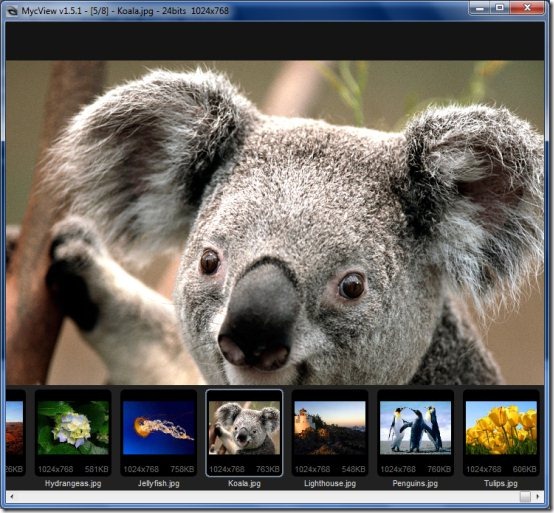 MycView v1.5.1 - [5/8] - Koala.jpg - 24bits 1024x768
26KB 1024x768 581KB 1024x768 758KB 1024x768 763KB 1024x768 548KB 1024x768 760KB 1024x768 606KB
Hydrangeas.jpg Jellyfish.jpg Koala.jpg Lighthouse.jpg Penguins.jpg Tulips.jpg